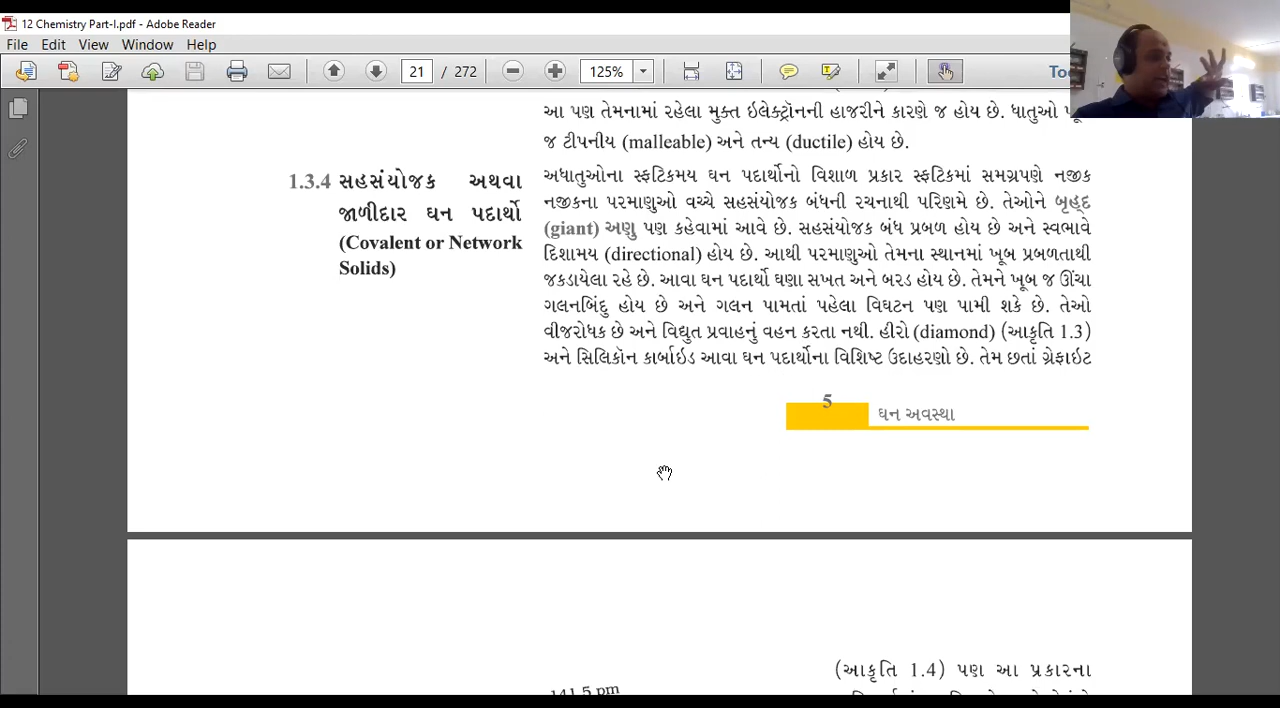 12 Chemistry Part-I.pdf - Adobe Reader
File Edit View Window Help
21 / 272 125%
આ પણ તેમનામાં રહેલા મુક્ત ઇલેક્ટ્રૉનની હાજરીને કારણે જ હોય છે. ધાતુઓ
જ ટીપનીય (malleable) અને તન્ય (ductile) હોય છે.
1.3.4 સહસંયોજક અથવા
જાળીદાર ઘન પદાર્થો
(Covalent or Network
Solids)
અધાતુઓના સ્ફટિકમય ઘન પદાર્થોનો વિશાળ પ્રકાર સ્ફટિકમાં સમગ્રપણે નજીક
નજીકના પરમાણુઓ વચ્ચે સહસંયોજક બંધની રચનાથી પરિણમે છે. તેઓને બૃહ્દ
(giant) અણુ પણ કહેવામાં આવે છે. સહસંયોજક બંધ પ્રબળ હોય છે અને સ્વભાવે
દિશામય (directional) હોય છે. આથી પરમાણુઓ તેમના સ્થાનમાં ખૂબ પ્રબળતાથી
જકડાયેલા રહે છે. આવા ઘન પદાર્થો ઘણા સખત અને બરડ હોય છે. તેમને ખૂબ જ ઊંચા
ગલનબિંદુ હોય છે અને ગલન પામતાં પહેલા વિઘટન પણ પામી શકે છે. તેઓ
વીજરોધક છે અને વિદ્યુત પ્રવાહનું વહન કરતા નથી. હીરો (diamond) (આકૃતિ 1.3)
અને સિલિકૉન કાર્બાઇડ આવા ઘન પદાર્થોના વિશિષ્ટ ઉદાહરણો છે. તેમ છતાં ગ્રેફાઇટ
5 ઘન અવસ્થા
(આકૃતિ 1.4) પણ આ પ્રકારના
141.5 pm